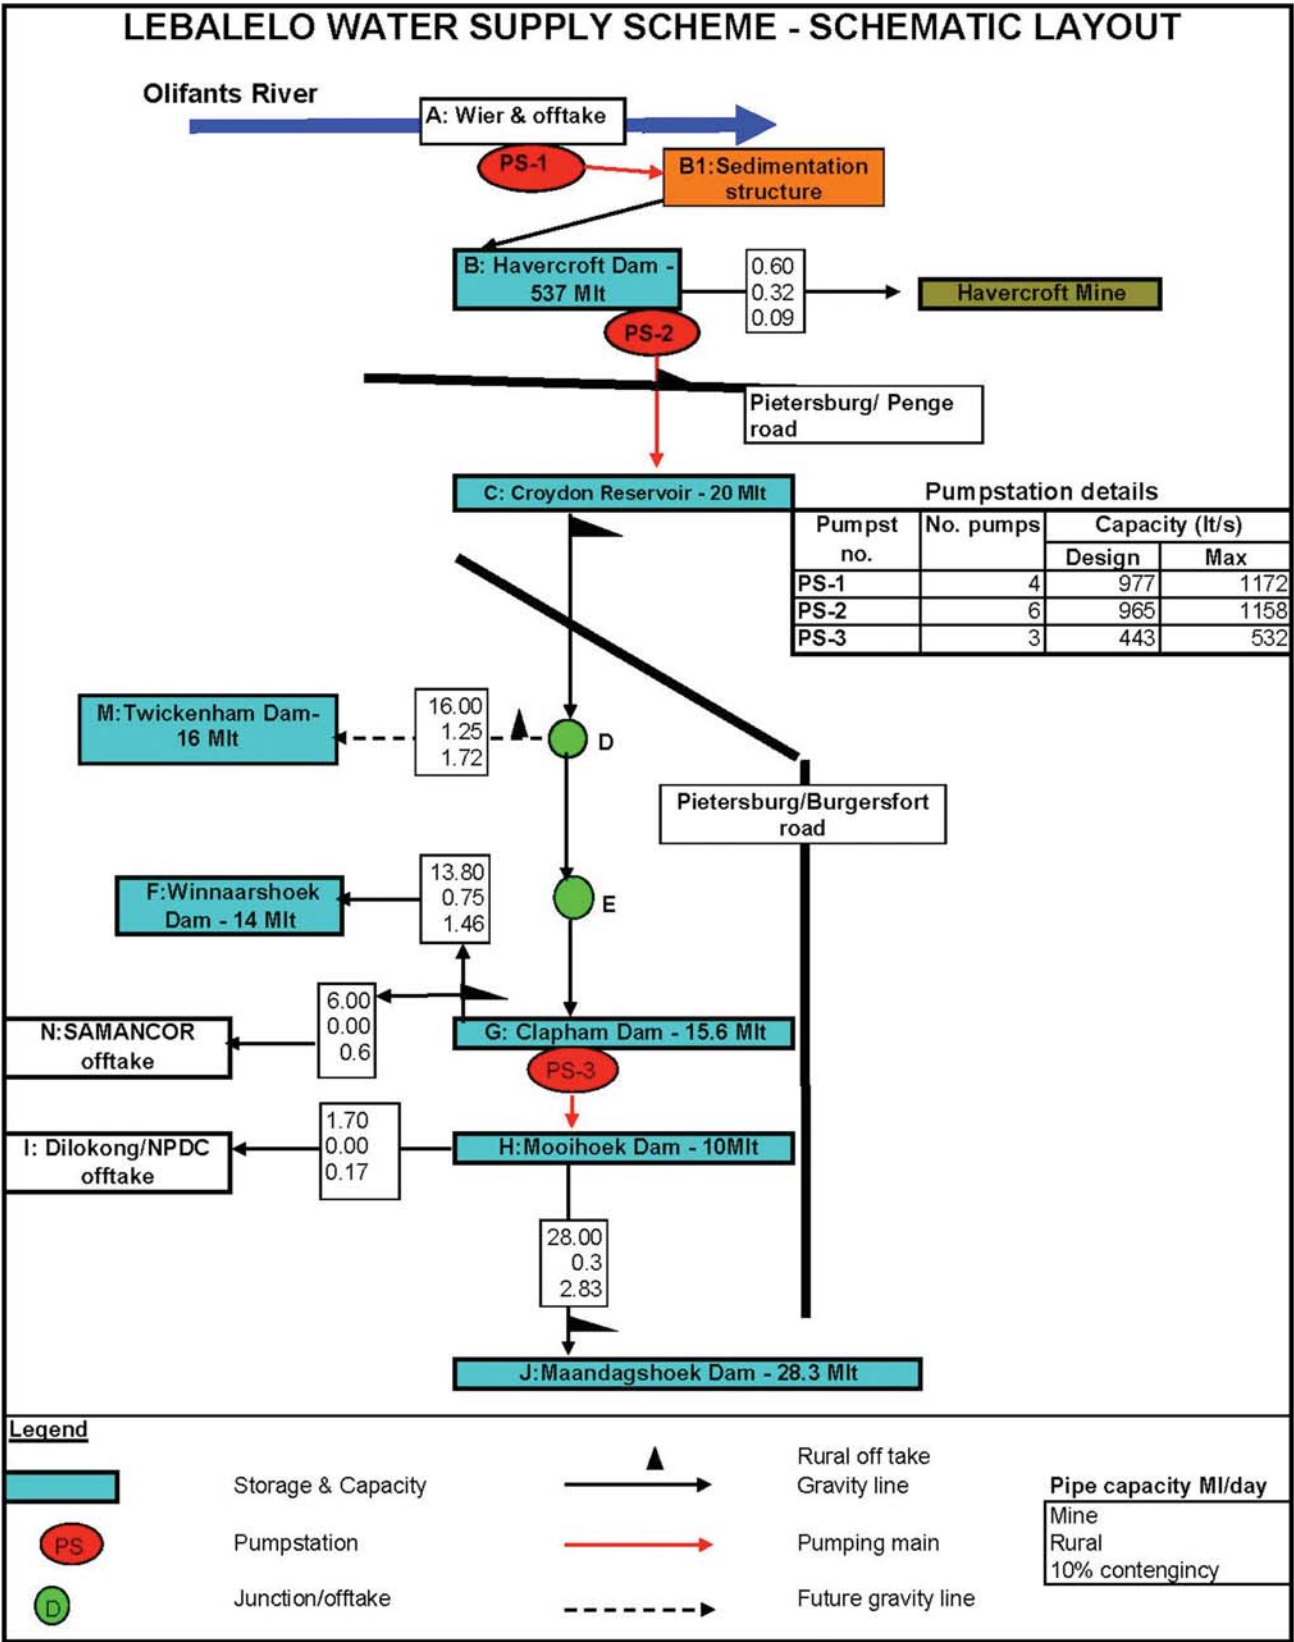 LEBALELO WATER SUPPLY SCHEME - SCHEMATIC LAYOUT
Olifants River
A: Wier & offtake
PS-1
B1:Sedimentation
structure
B: Havercroft Dam -
537 Mlt
0.60
0.32
0.09
Havercroft Mine
PS-2
Pietersburg/ Penge
road
C: Croydon Reservoir - 20 Mlt
Pumpstation details
Pumpst no. No. pumps Capacity (lt/s)
Design Max
PS-1 4 977 1172
PS-2 6 965 1158
PS-3 3 443 532
M:Twickenham Dam-
16 Mlt
16.00
1.25
1.72
D
Pietersburg/Burgersfort
road
F:Winnaarshoek
Dam - 14 Mlt
13.80
0.75
1.46
E
N:SAMANCOR
offtake
6.00
0.00
0.6
G: Clapham Dam - 15.6 Mlt
PS-3
I: Dilokong/NPDC
offtake
1.70
0.00
0.17
H:Mooihoek Dam - 10Mlt
28.00
0.3
2.83
J:Maandagshoek Dam - 28.3 Mlt
Legend
Storage & Capacity
PS
Pumpstation
D
Junction/offtake
Rural off take
Gravity line
Pumping main
Future gravity line
Pipe capacity Ml/day
Mine
Rural
10% contengincy